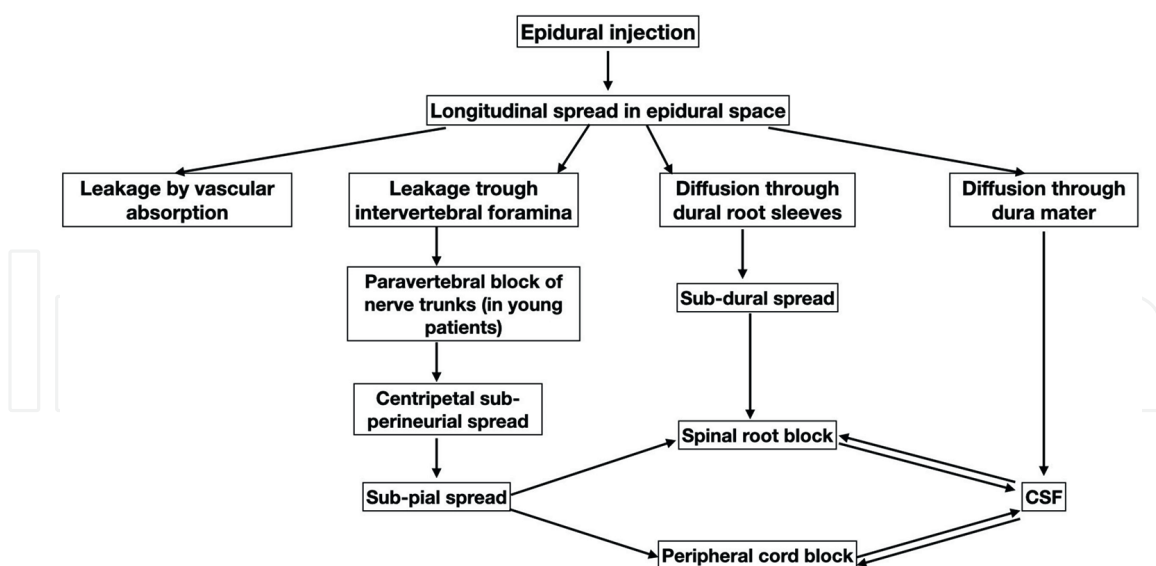 Epidural injection
Longitudinal spread in epidural space
Leakage by vascular
absorption
Leakage trough
intervertebral foramina
Diffusion through
dural root sleeves
Diffusion through
dura mater
Paravertebral block of
nerve trunks (in young
patients)
Sub-dural spread
Centripetal sub-
perineurial spread
Spinal root block
Sub-pial spread
CSF
Peripheral cord block